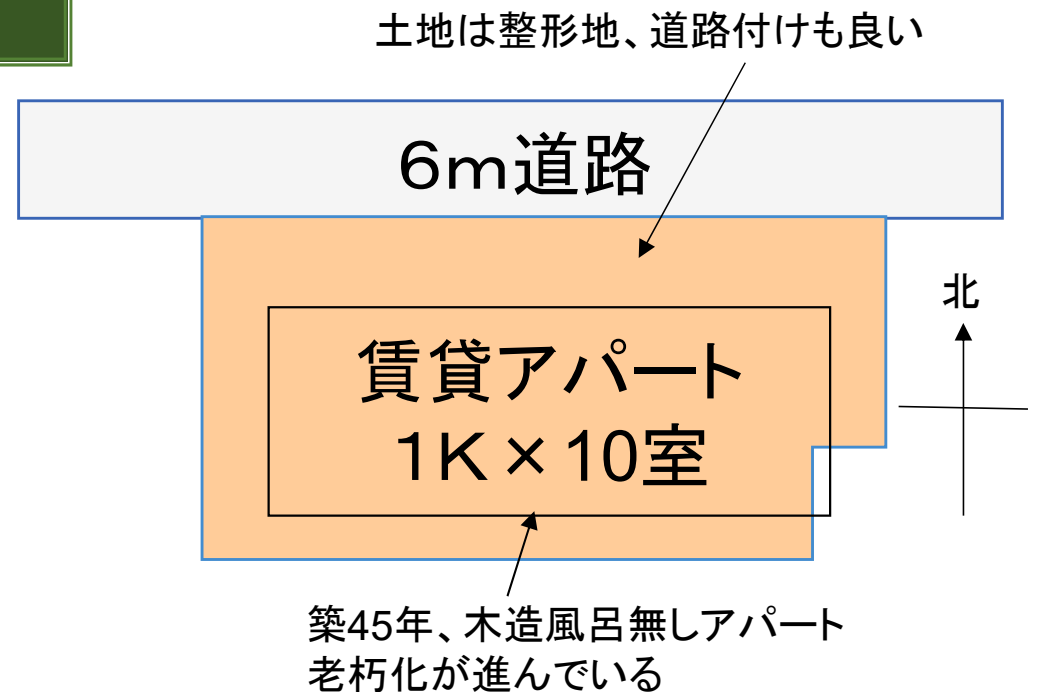 土地は整形地、道路付けも良い
６ｍ道路
北
賃貸アパート
１Ｋ×10室
築45年、木造風呂無しアパート
老朽化が進んでいる